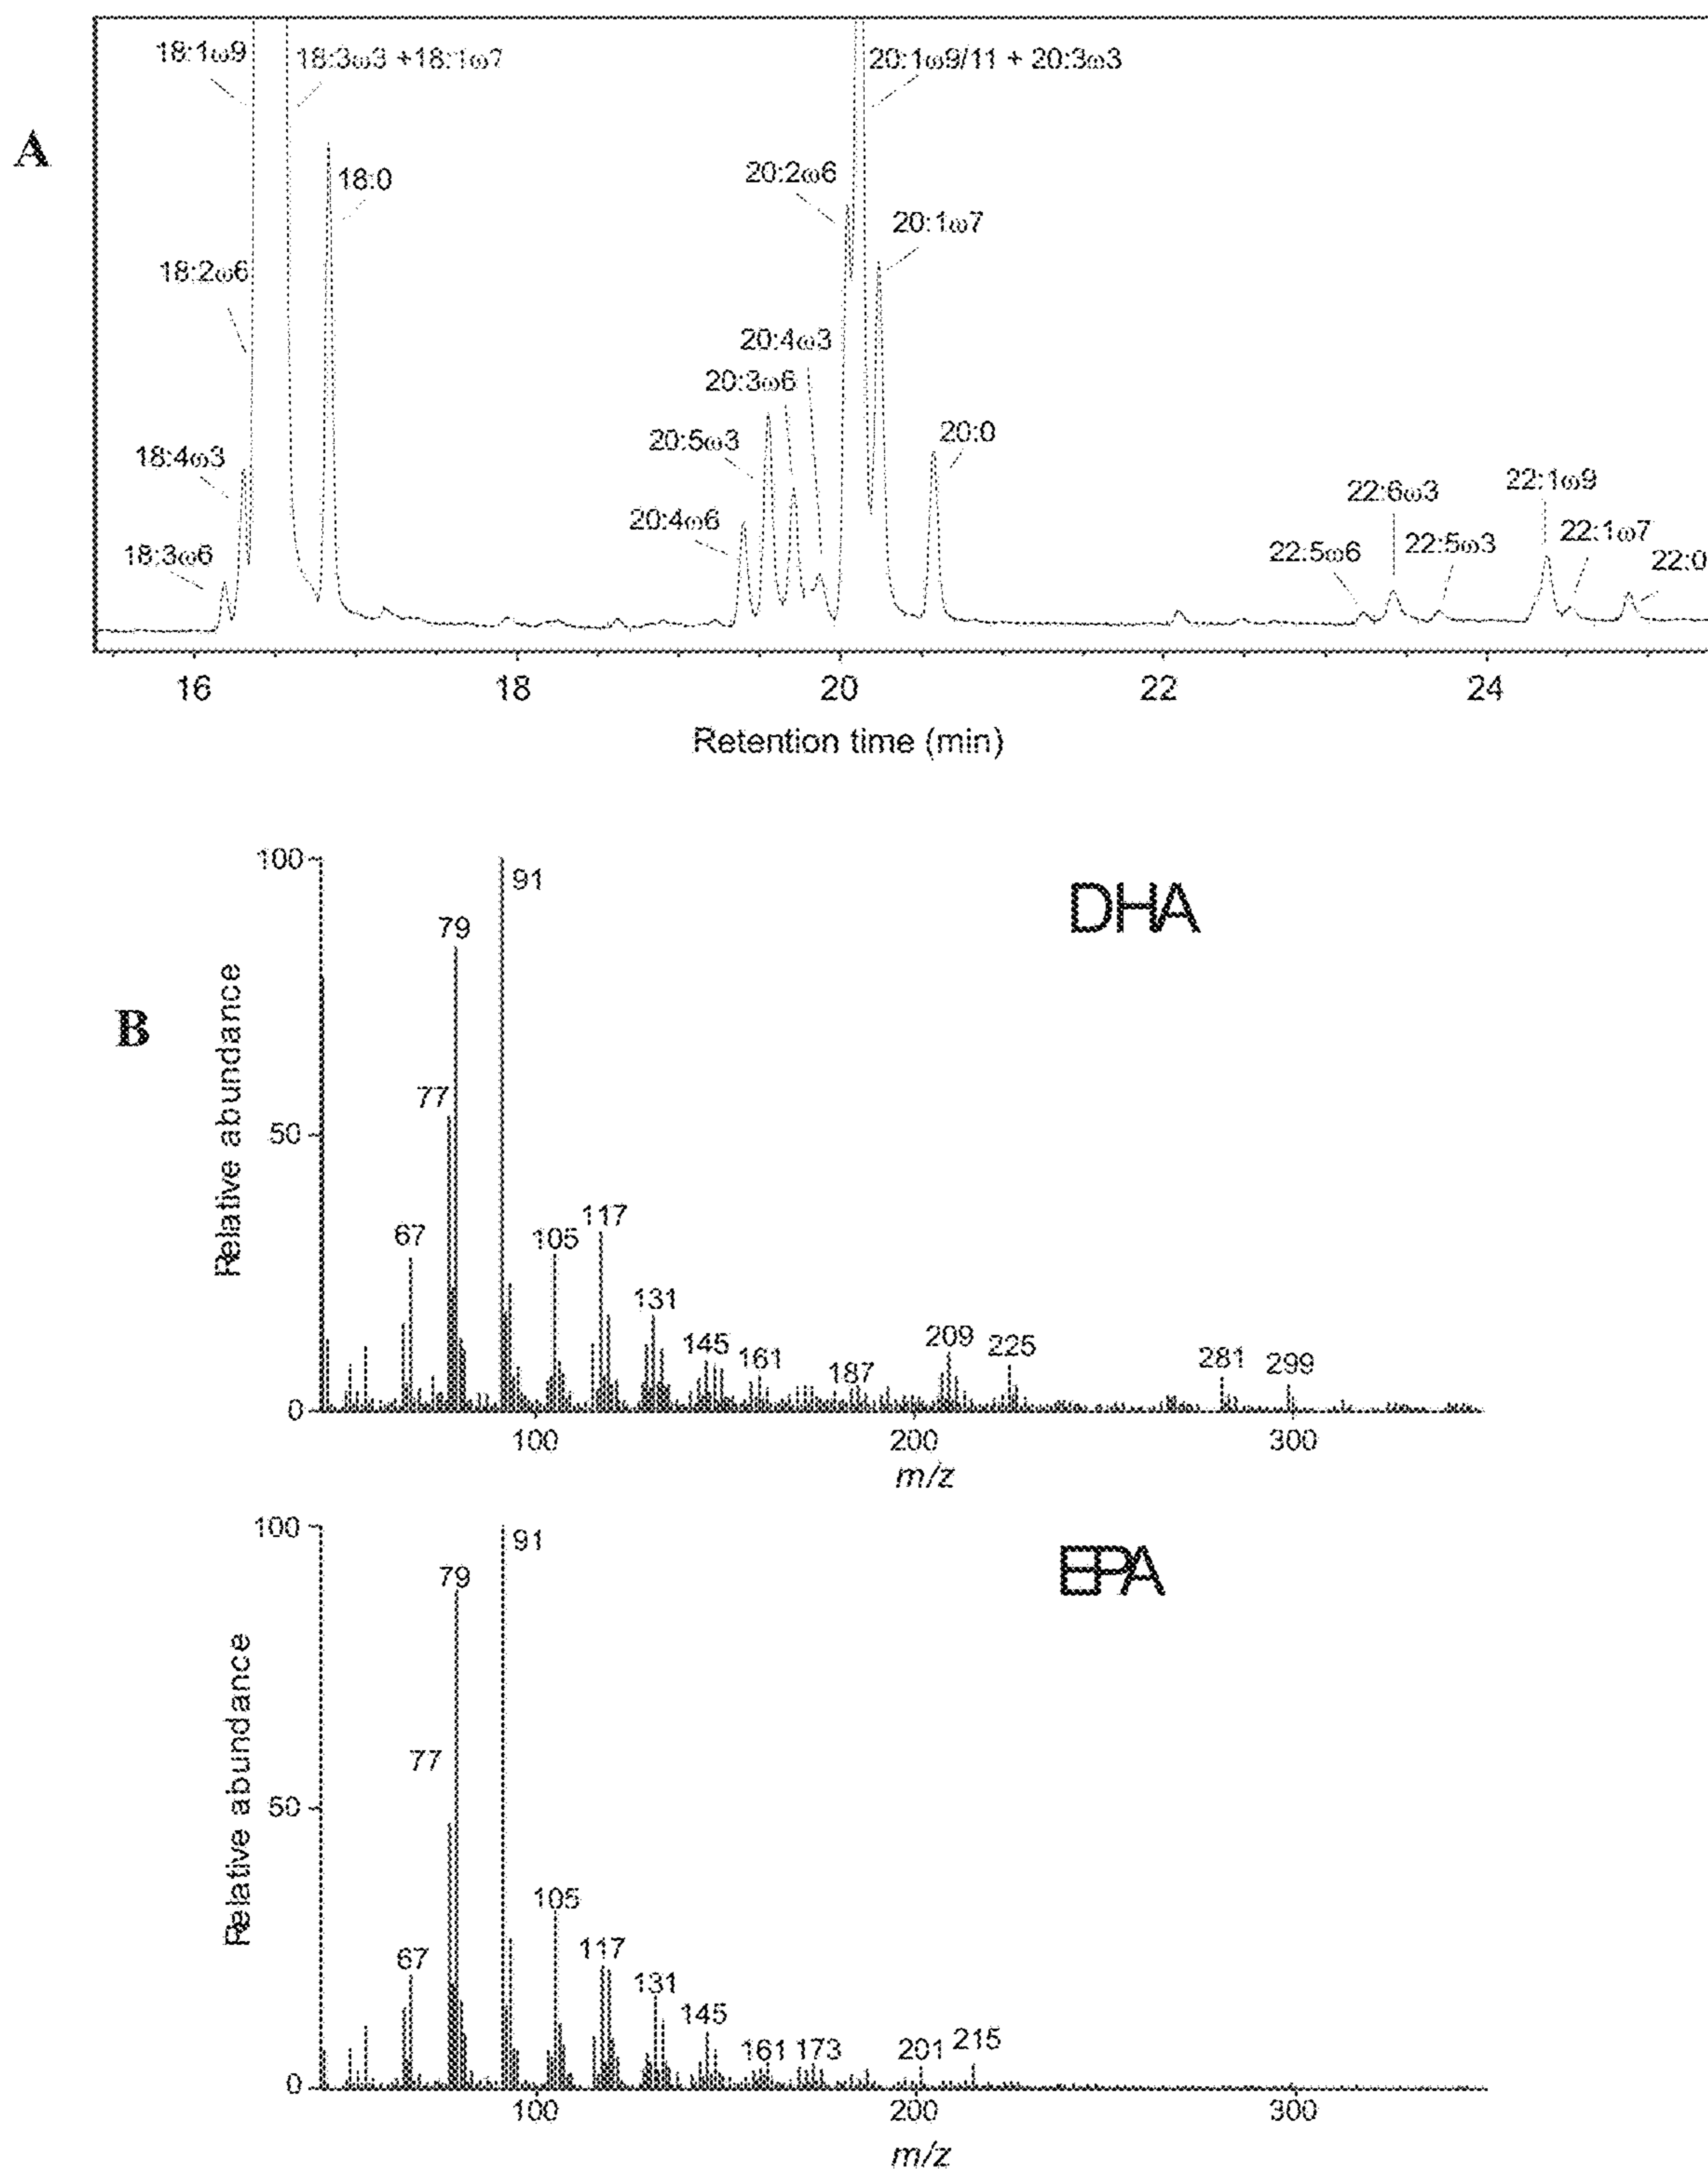 A
18:1ω9
18:3ω3 +18:1ω7
20:1ω9/11 + 20:3ω3
18:0
20:2ω6
20:1ω7
18:2ω6
20:4ω3
20:3ω6
20:5ω3
20:0
18:4ω3
20:4ω6
22:6ω3
22:1ω9
18:3ω6
22:5ω6
22:5ω3
22:1ω7
22:0
16 18 20 22 24
Retention time (min)
B
DHA
Relative abundance
100
50
0
91
79
77
67
105
117
131
145
161
187
209
225
281
299
100 200 300
m/z
EPA
Relative abundance
100
50
0
91
79
77
67
105
117
131
145
161
173
201
215
100 200 300
m/z